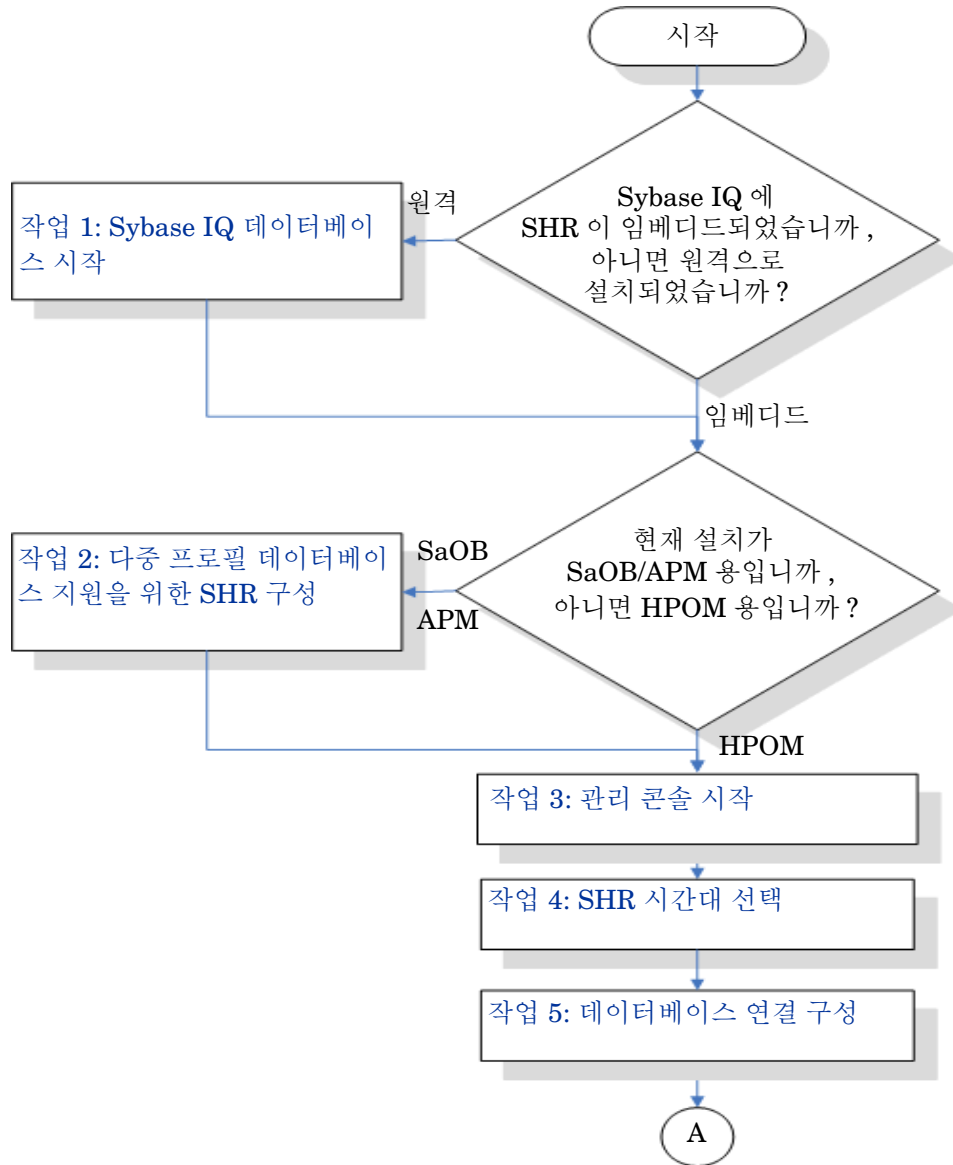 시작
Sybase IQ 에
SHR 이 임베디드되었습니까 ,
아니면 원격으로
설치되었습니까 ?
원격
작업 1: Sybase IQ 데이터베이
스 시작
임베디드
현재 설치가
SaOB/APM 용입니까 ,
아니면 HPOM 용입니까 ?
SaOB
APM
작업 2: 다중 프로필 데이터베이
스 지원을 위한 SHR 구성
HPOM
작업 3: 관리 콘솔 시작
작업 4: SHR 시간대 선택
작업 5: 데이터베이스 연결 구성
A